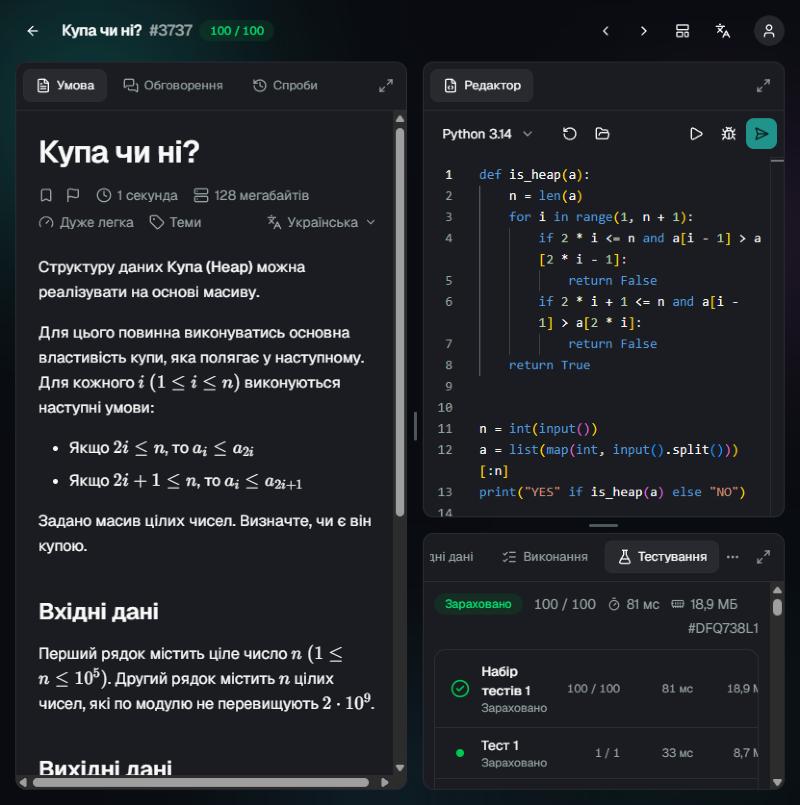 Купа чи ні? #3737 100 / 100
Умова Обговорення Спроби
Купа чи ні?
1 секунда 128 мегабайтів
Дуже легка Теми Українська
Структуру даних Купа (Heap) можна
реалізувати на основі масиву.
Для цього повинна виконуватись основна
властивість купи, яка полягає у наступному.
Для кожного i (1 ≤ i ≤ n) виконуються
наступні умови:
• Якщо 2i ≤ n, то a_i ≤ a_{2i}
• Якщо 2i + 1 ≤ n, то a_i ≤ a_{2i+1}
Задано масив цілих чисел. Визначте, чи є він
купою.
Вхідні дані
Перший рядок містить ціле число n (1 ≤
n ≤ 10^5). Другий рядок містить n цілих
чисел, які по модулю не перевищують 2 · 10^9.
Вихідні дані
Редактор
Python 3.14
1 def is_heap(a):
2 n = len(a)
3 for i in range(1, n + 1):
4 if 2 * i <= n and a[i - 1] > a
[2 * i - 1]:
5 return False
6 if 2 * i + 1 <= n and a[i -
1] > a[2 * i]:
7 return False
8 return True
9
10
11 n = int(input())
12 a = list(map(int, input().split()))
[:n]
13 print("YES" if is_heap(a) else "NO")
14
дні дані Виконання Тестування
Зараховано 100 / 100 81 мс 18,9 МБ
#DFQ738L1
Набір
тестів 1 100 / 100 81 мс 18,9 М
Зараховано
Тест 1 1 / 1 33 мс 8,7 М
Зараховано